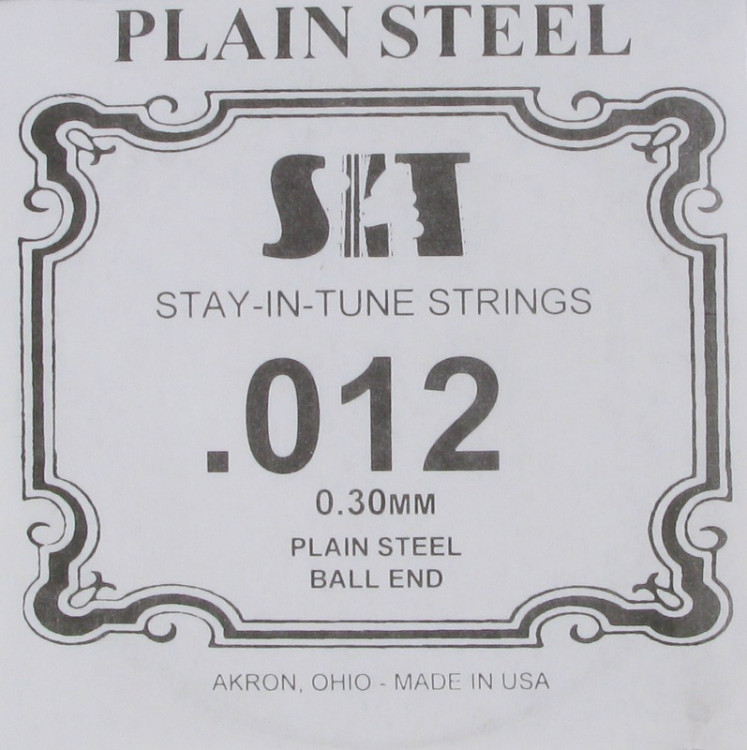 PLAIN STEEL
SIT
STAY-IN-TUNE STRINGS
.012
0.30MM
PLAIN STEEL
BALL END
AKRON, OHIO - MADE IN USA